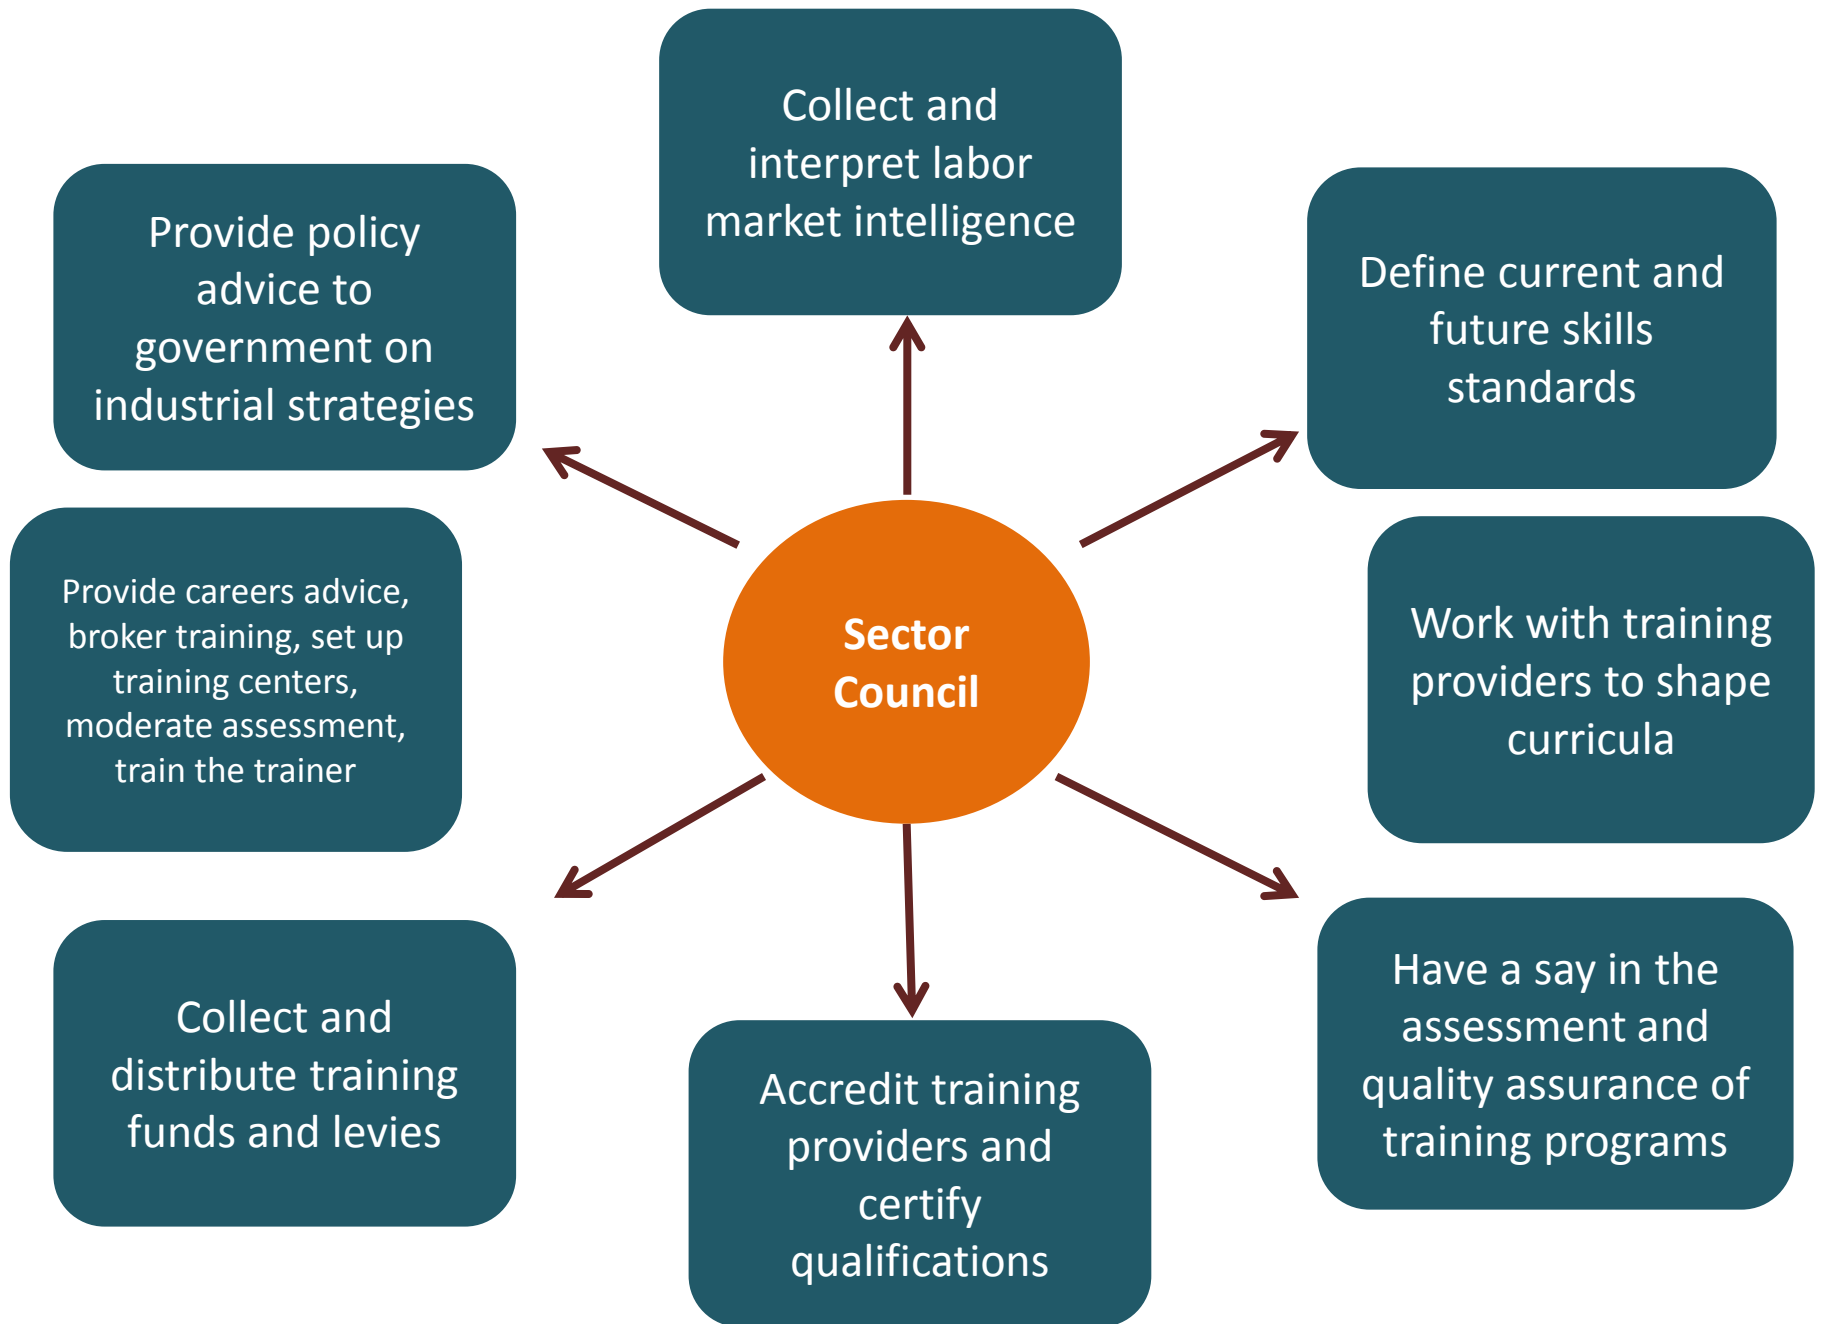 Collect and
interpret labor
market intelligence
Provide policy
advice to
government on
industrial strategies
Define current and
future skills
standards
Provide careers advice,
broker training, set up
training centers,
moderate assessment,
train the trainer
Sector
Council
Work with training
providers to shape
curricula
Collect and
distribute training
funds and levies
Accredit training
providers and
certify
qualifications
Have a say in the
assessment and
quality assurance of
training programs